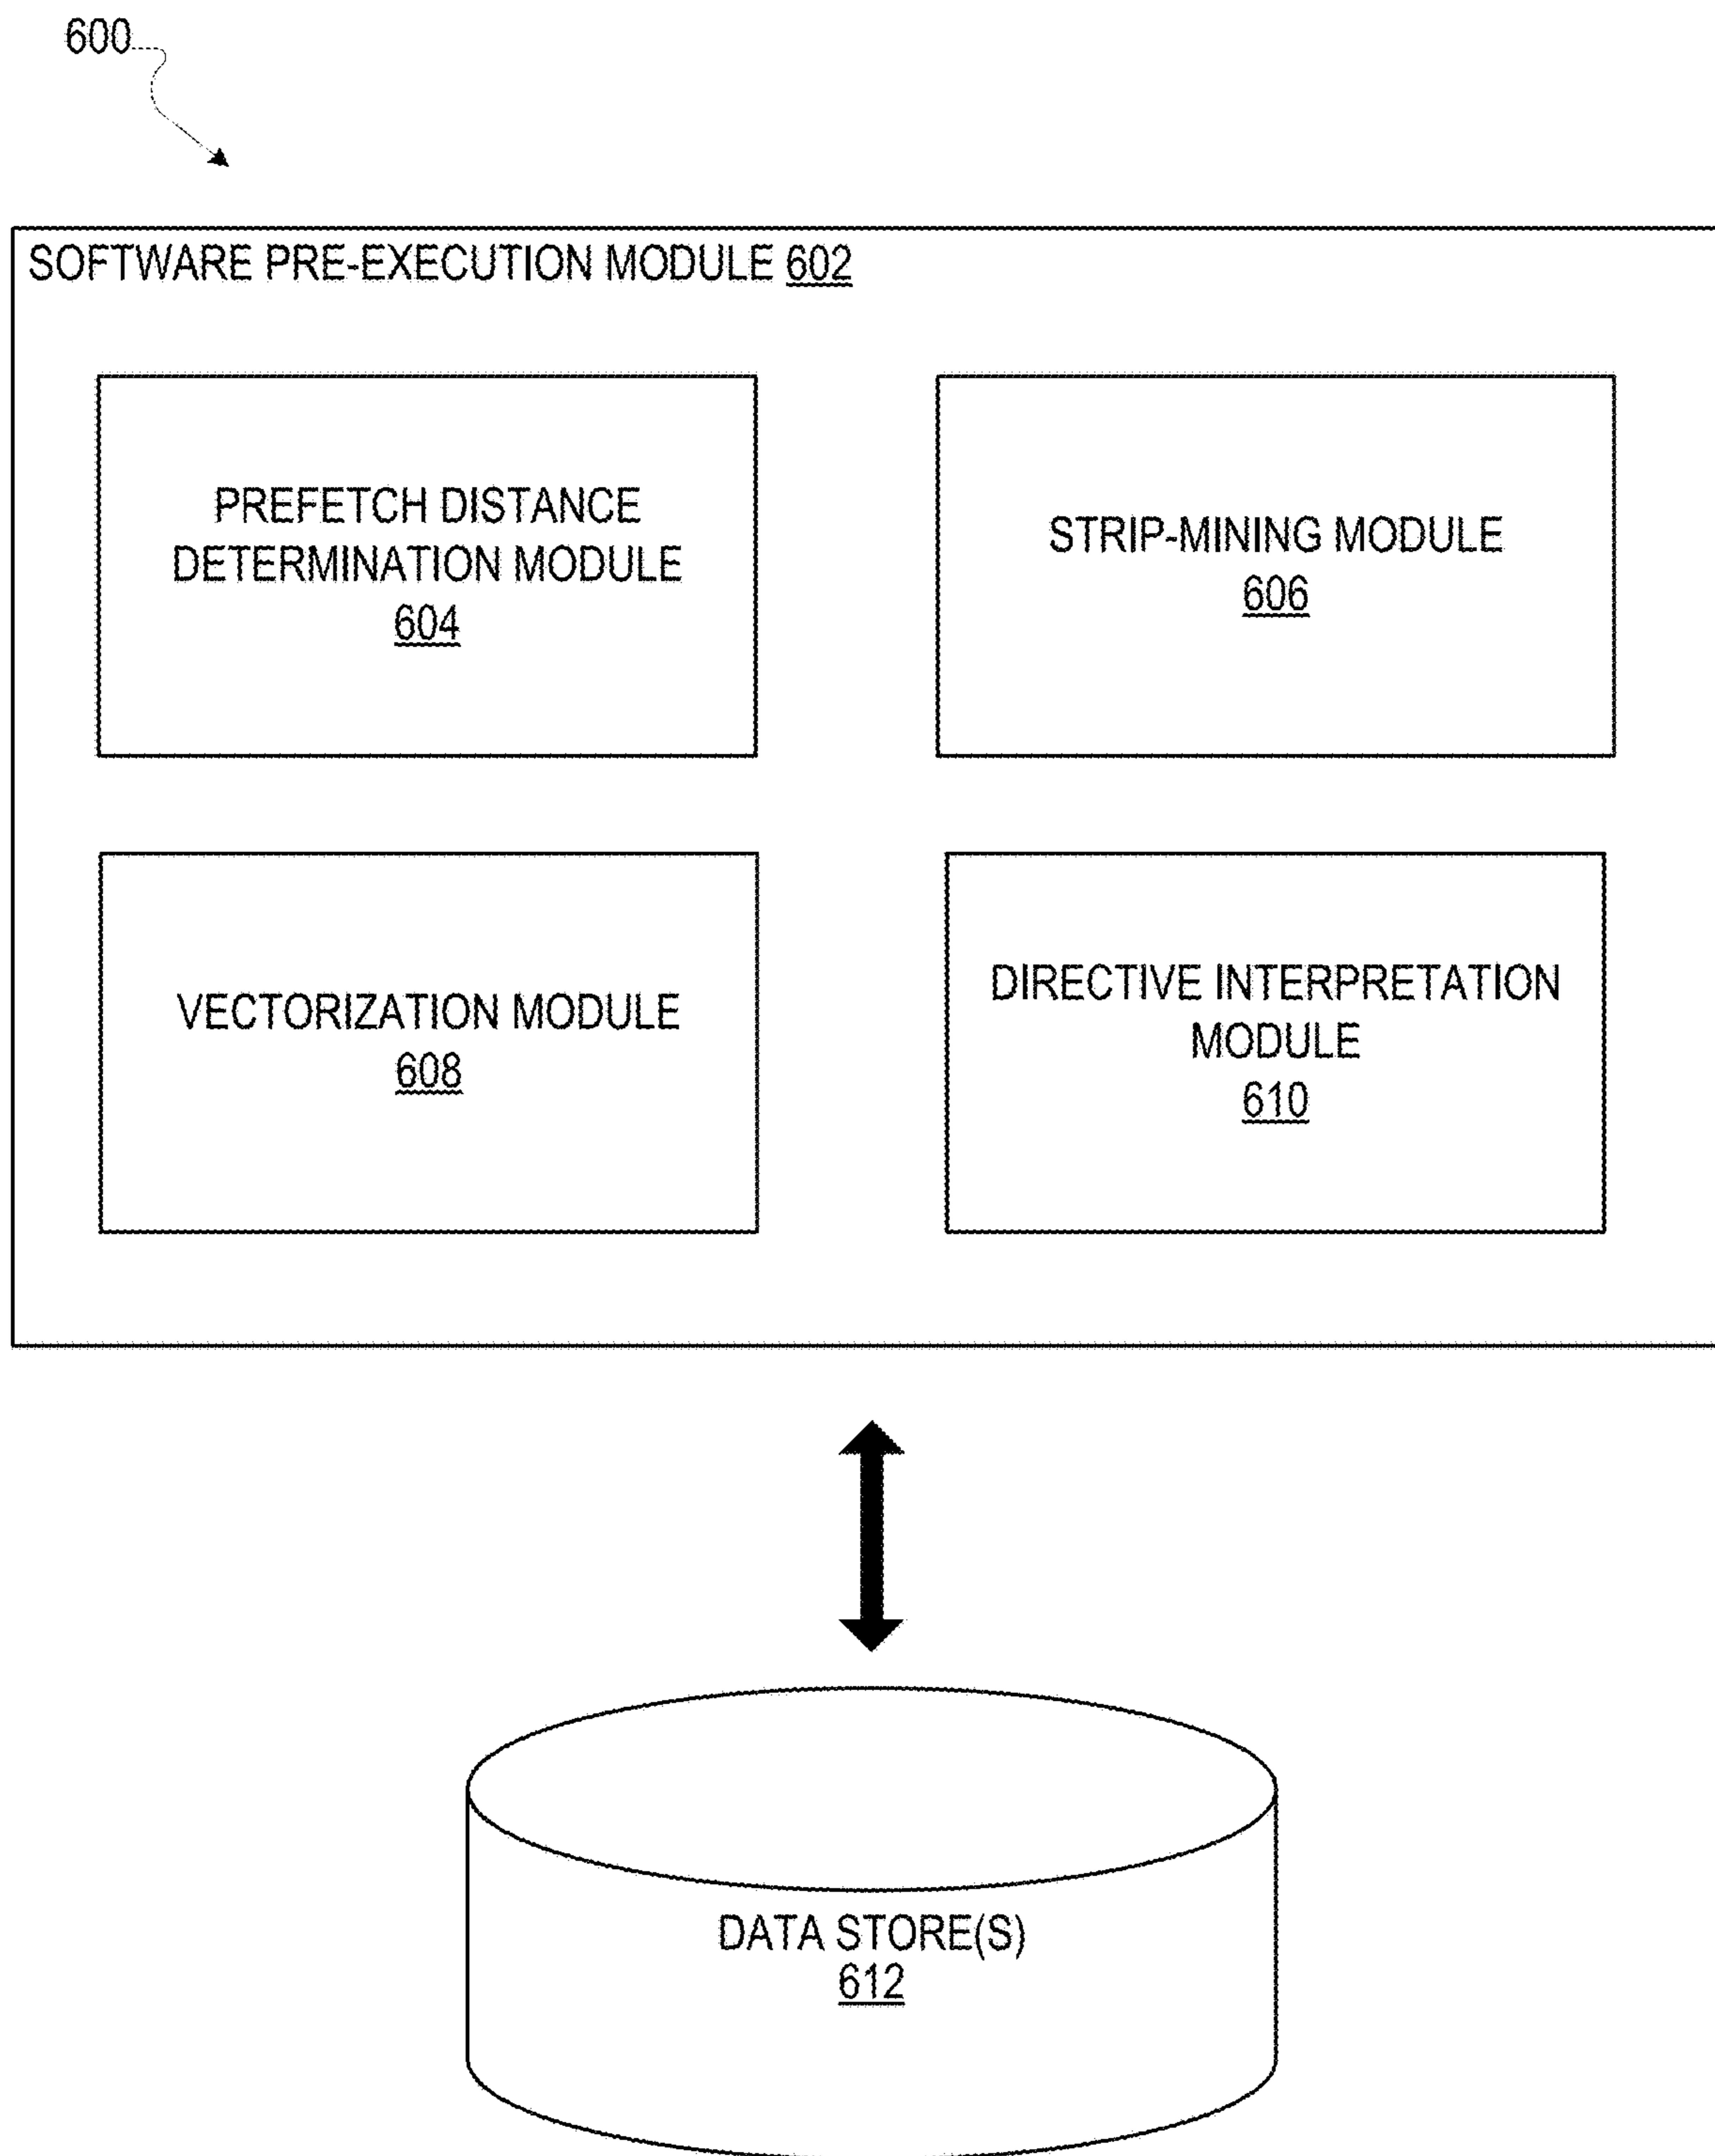 600
SOFTWARE PRE-EXECUTION MODULE 602
PREFETCH DISTANCE
DETERMINATION MODULE
604
STRIP-MINING MODULE
606
VECTORIZATION MODULE
608
DIRECTIVE INTERPRETATION
MODULE
610
DATA STORE(S)
612